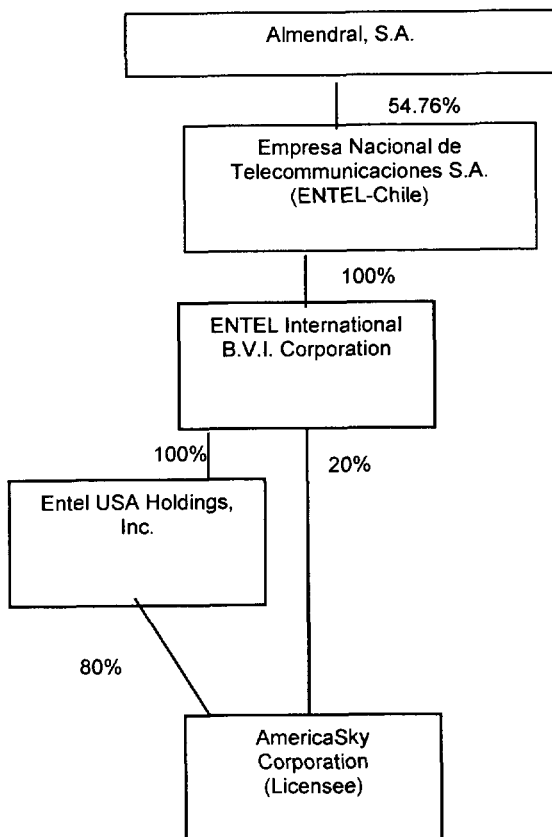 Almendral, S.A.
54.76%
Empresa Nacional de
Telecommunicaciones S.A.
(ENTEL-Chile)
100%
ENTEL International
B.V.I. Corporation
100%
20%
Entel USA Holdings,
Inc.
80%
AmericaSky
Corporation
(Licensee)